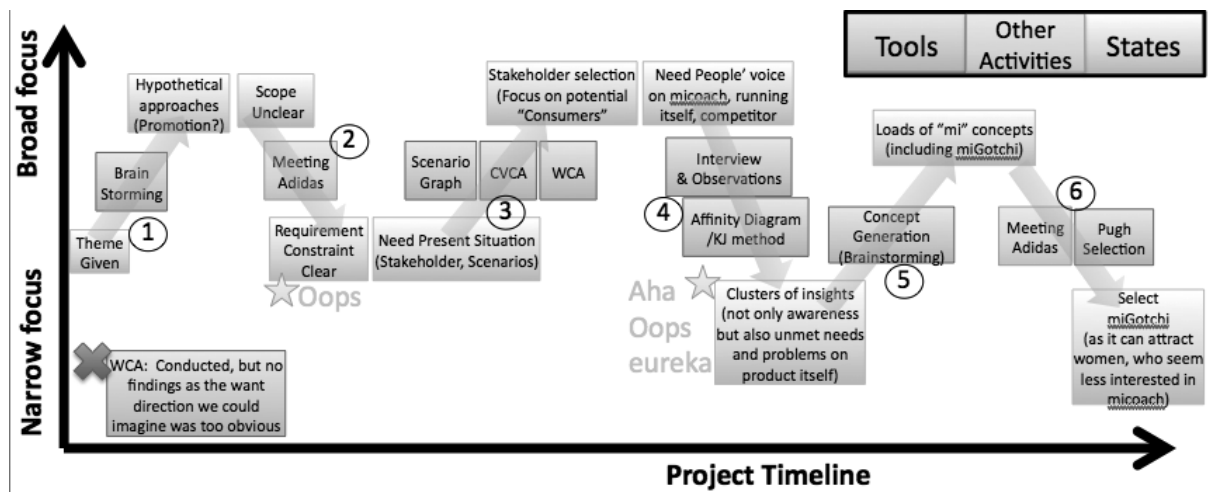 Tools
Other
Activities
States
Broad focus
Narrow focus
Hypothetical
approaches
(Promotion?)
Scope
Unclear
Brain
Storming
Theme
Given
1
2
Meeting
Adidas
Requirement
Constraint
Clear
Oops
WCA: Conducted, but no
findings as the want
direction we could
imagine was too obvious
Stakeholder selection
(Focus on potential
“Consumers”
Scenario
Graph
CVCA
WCA
3
Need Present Situation
(Stakeholder, Scenarios)
Need People’ voice
on micoach, running
itself, competitor
Interview
& Observations
4
Affinity Diagram
/KJ method
Aha
Oops
eureka
Clusters of insights
(not only awareness
but also unmet needs
and problems on
product itself)
Loads of “mi” concepts
(including miGotchi)
Concept
Generation
(Brainstorming)
5
6
Meeting
Adidas
Pugh
Selection
Select
miGotchi
(as it can attract
women, who seem
less interested in
micoach)
Project Timeline